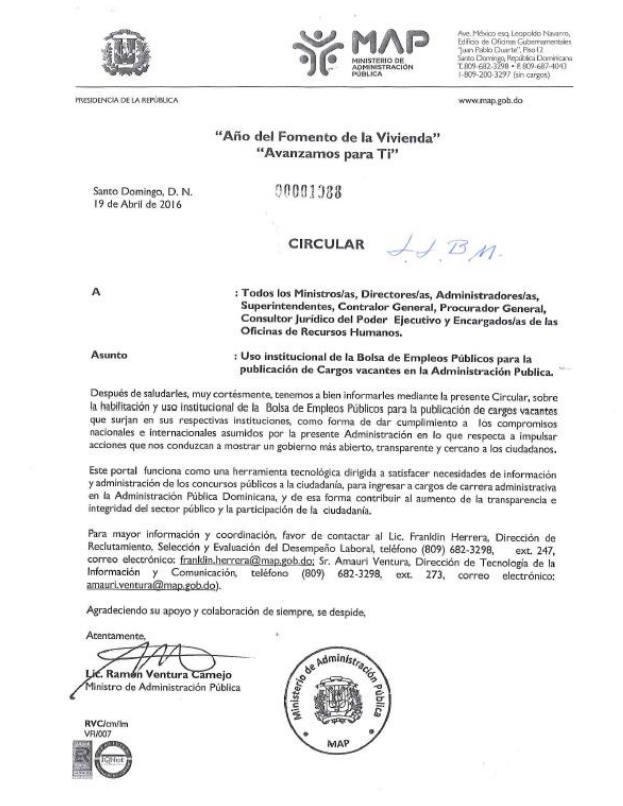 MAP
MINISTERIO DE
ADMINISTRACIÓN
PÚBLICA
Ave. México esq. Leopoldo Navarro,
Edificio de Oficinas Gubernamentales
"Juan Pablo Duarte", Piso 12
Santo Domingo, República Dominicana
T.809-682-3298 • F. 809-687-4043
1-809-200-3297 (sin cargos)
PRESIDENCIA DE LA REPÚBLICA
www.map.gob.do
"Año del Fomento de la Vivienda"
"Avanzamos para Ti"
Santo Domingo, D. N.
19 de Abril de 2016
00001088
CIRCULAR
A : Todos los Ministros/as, Directores/as, Administradores/as,
Superintendentes, Contralor General, Procurador General,
Consultor Jurídico del Poder Ejecutivo y Encargados/as de las
Oficinas de Recursos Humanos.
Asunto : Uso institucional de la Bolsa de Empleos Públicos para la
publicación de Cargos vacantes en la Administración Publica.
Después de saludarles, muy cortésmente, tenemos a bien informarles mediante la presente Circular, sobre
la habilitación y uso institucional de la Bolsa de Empleos Públicos para la publicación de cargos vacantes
que surjan en sus respectivas instituciones, como forma de dar cumplimiento a los compromisos
nacionales e internacionales asumidos por la presente Administración en lo que respecta a impulsar
acciones que nos conduzcan a mostrar un gobierno más abierto, transparente y cercano a los ciudadanos.
Este portal funciona como una herramienta tecnológica dirigida a satisfacer necesidades de información
y administración de los concursos públicos a la ciudadanía, para ingresar a cargos de carrera administrativa
en la Administración Pública Dominicana, y de esa forma contribuir al aumento de la transparencia e
integridad del sector público y la participación de la ciudadanía.
Para mayor información y coordinación, favor de contactar al Lic. Franklin Herrera, Dirección de
Reclutamiento, Selección y Evaluación del Desempeño Laboral, teléfono (809) 682-3298, ext. 247,
correo electrónico: franklin.herrera@map.gob.do; Sr. Amauri Ventura, Dirección de Tecnología de la
Información y Comunicación, teléfono (809) 682-3298, ext. 273, correo electrónico:
amauri.ventura@map.gob.do).
Agradeciendo su apoyo y colaboración de siempre, se despide,
Atentamente,
Lic. Ramón Ventura Camejo
Ministro de Administración Pública
Ministerio de Administración Pública
MAP
RVC/cm/lm
VFI/007
IQNet